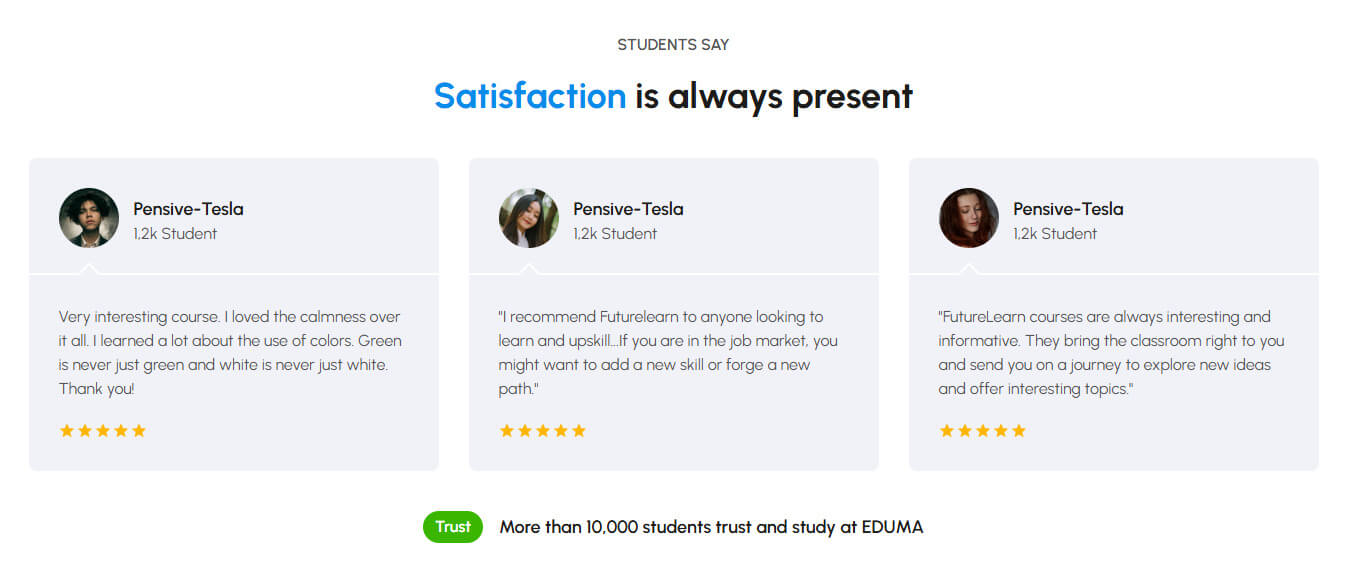 STUDENTS SAY
Satisfaction is always present
Pensive-Tesla
1,2k Student
Very interesting course. I loved the calmness over
it all. I learned a lot about the use of colors. Green
is never just green and white is never just white.
Thank you!
Pensive-Tesla
1,2k Student
"I recommend Futurelearn to anyone looking to
learn and upskill...If you are in the job market, you
might want to add a new skill or forge a new
path."
Pensive-Tesla
1,2k Student
"FutureLearn courses are always interesting and
informative. They bring the classroom right to you
and send you on a journey to explore new ideas
and offer interesting topics."
Trust More than 10,000 students trust and study at EDUMA